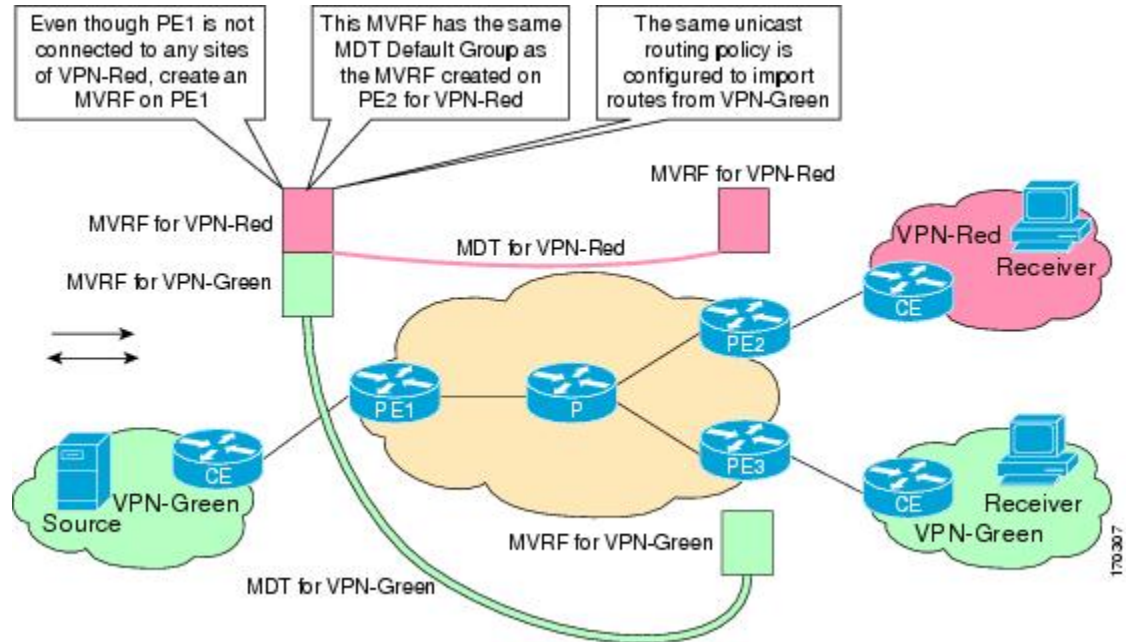 Even though PE1 is not
connected to any sites
of VPN-Red, create an
MVRF on PE1
This MVRF has the same
MDT Default Group as
the MVRF created on
PE2 for VPN-Red
The same unicast
routing policy is
configured to import
routes from VPN-Green
MVRF for VPN-Red
MVRF for VPN-Red
MDT for VPN-Red
VPN-Red
Receiver
CE
MVRF for VPN-Green
PE2
PE1
P
PE3
CE
VPN-Green
Source
CE
Receiver
VPN-Green
MVRF for VPN-Green
MDT for VPN-Green
170307